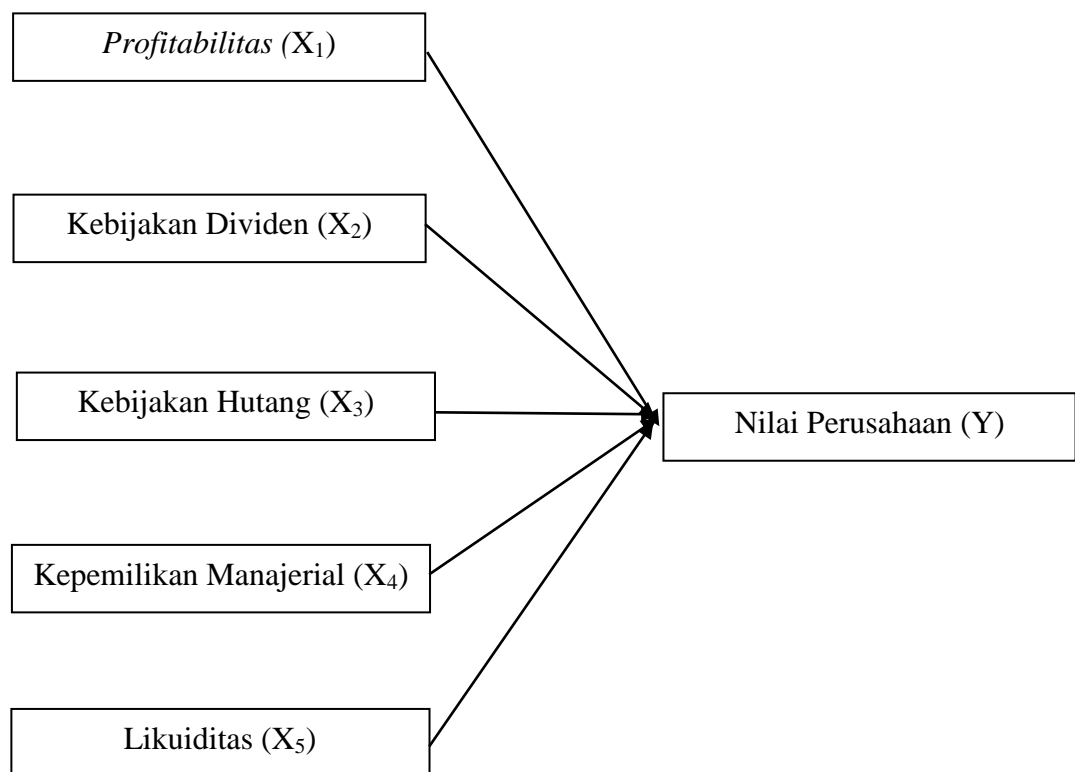 Profitabilitas (X₁)
Kebijakan Dividen (X₂)
Kebijakan Hutang (X₃)
Nilai Perusahaan (Y)
Kepemilikan Manajerial (X₄)
Likuiditas (X₅)